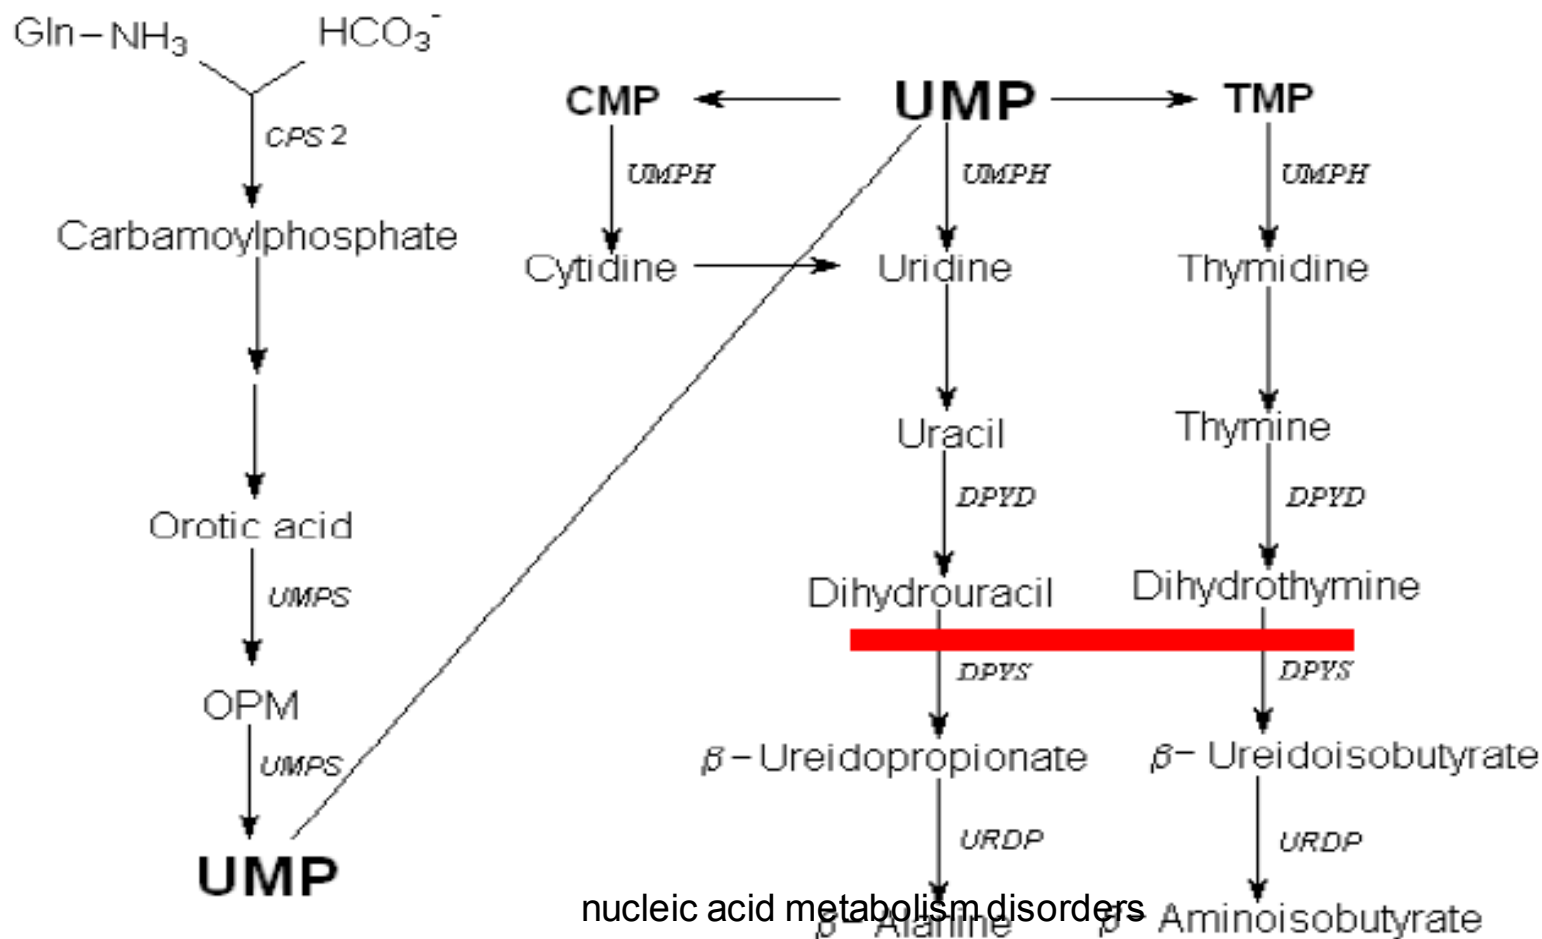 Gln–NH₃ HCO₃⁻
CPS 2
Carbamoylphosphate
Orotic acid
UMPS
OPM
UMPS
UMP
CMP UMP TMP
UMPH UMPH UMPH
Cytidine Uridine Thymidine
Uracil Thymine
DPYD DPYD
Dihydrouracil Dihydrothymine
DPYS DPYS
β–Ureidopropionate β– Ureidoisobutyrate
URDP URDP
β– Alanine β– Aminoisobutyrate
nucleic acid metabolism disorders